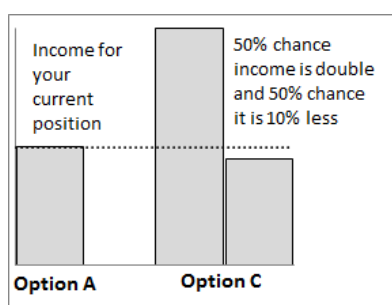 Income for
your
current
position
50% chance
income is double
and 50% chance
it is 10% less
Option A
Option C